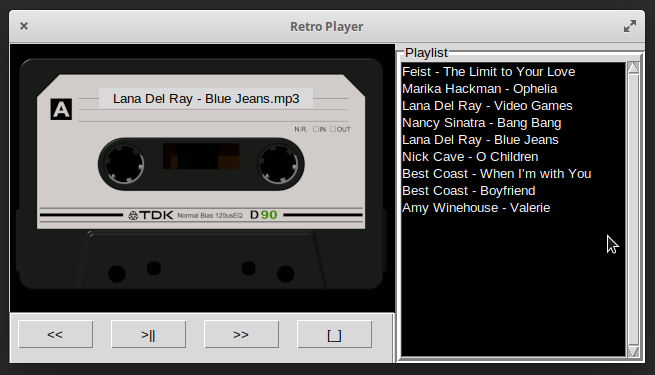 Retro Player
Lana Del Ray - Blue Jeans.mp3
A
N.R. □IN □OUT
TDK Normal Bias 120usEQ D90
<< >|| >> [_]
Playlist
Feist - The Limit to Your Love
Marika Hackman - Ophelia
Lana Del Ray - Video Games
Nancy Sinatra - Bang Bang
Lana Del Ray - Blue Jeans
Nick Cave - O Children
Best Coast - When I'm with You
Best Coast - Boyfriend
Amy Winehouse - Valerie